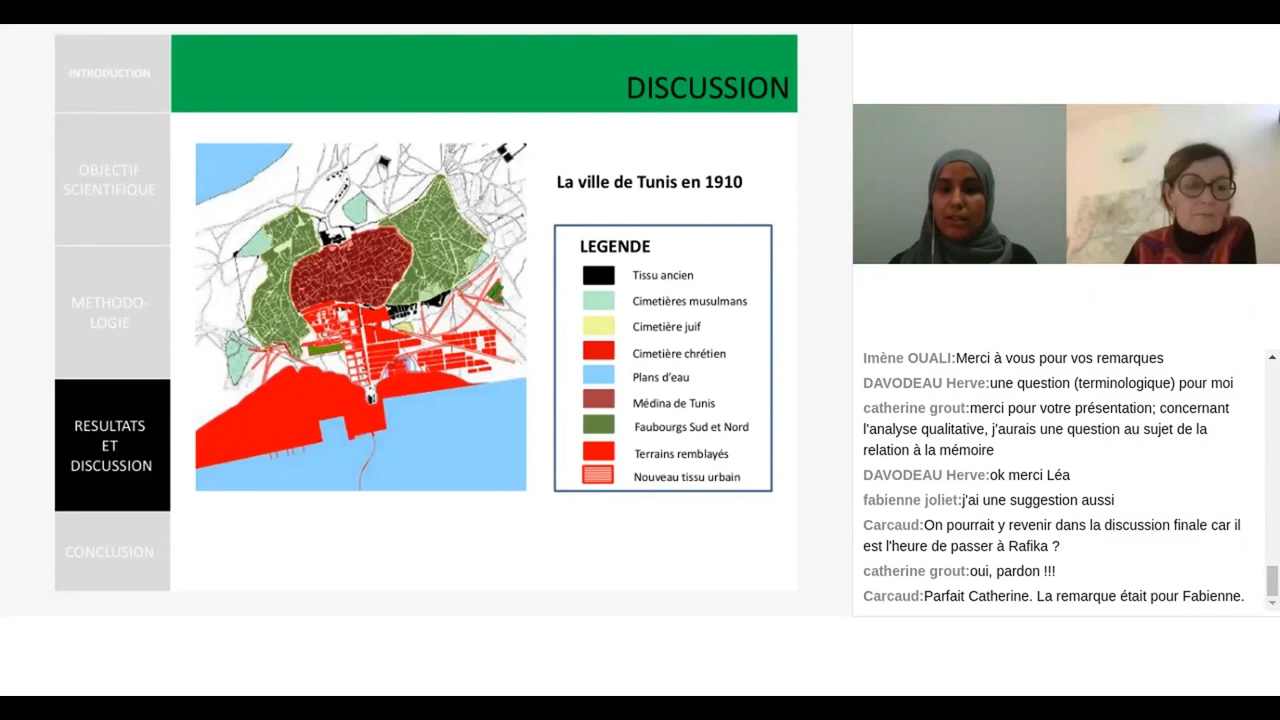 INTRODUCTION
OBJECTIF
SCIENTIFIQUE
METHODO-
LOGIE
RESULTATS
ET
DISCUSSION
CONCLUSION
DISCUSSION
La ville de Tunis en 1910
LEGENDE
Tissu ancien
Cimetières musulmans
Cimetière juif
Cimetière chrétien
Plans d'eau
Médina de Tunis
Faubourgs Sud et Nord
Terrains remblayés
Nouveau tissu urbain
Imène OUALI:Merci à vous pour vos remarques
DAVODEAU Herve:une question (terminologique) pour moi
catherine grout:merci pour votre présentation; concernant
l'analyse qualitative, j'aurais une question au sujet de la
relation à la mémoire
DAVODEAU Herve:ok merci Léa
fabienne joliet:j'ai une suggestion aussi
Carcaud:On pourrait y revenir dans la discussion finale car il
est l'heure de passer à Rafika ?
catherine grout:oui, pardon !!!
Carcaud:Parfait Catherine. La remarque était pour Fabienne.